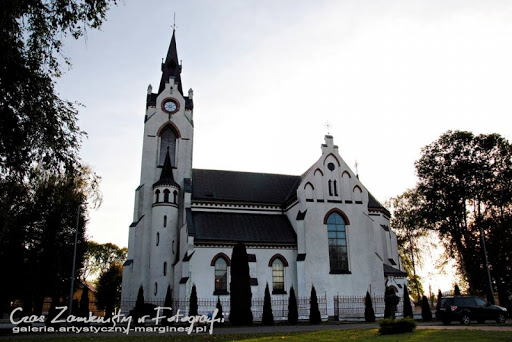 Czas Zamknięty w Fotografii
galeria.artystyczny-margines.pl